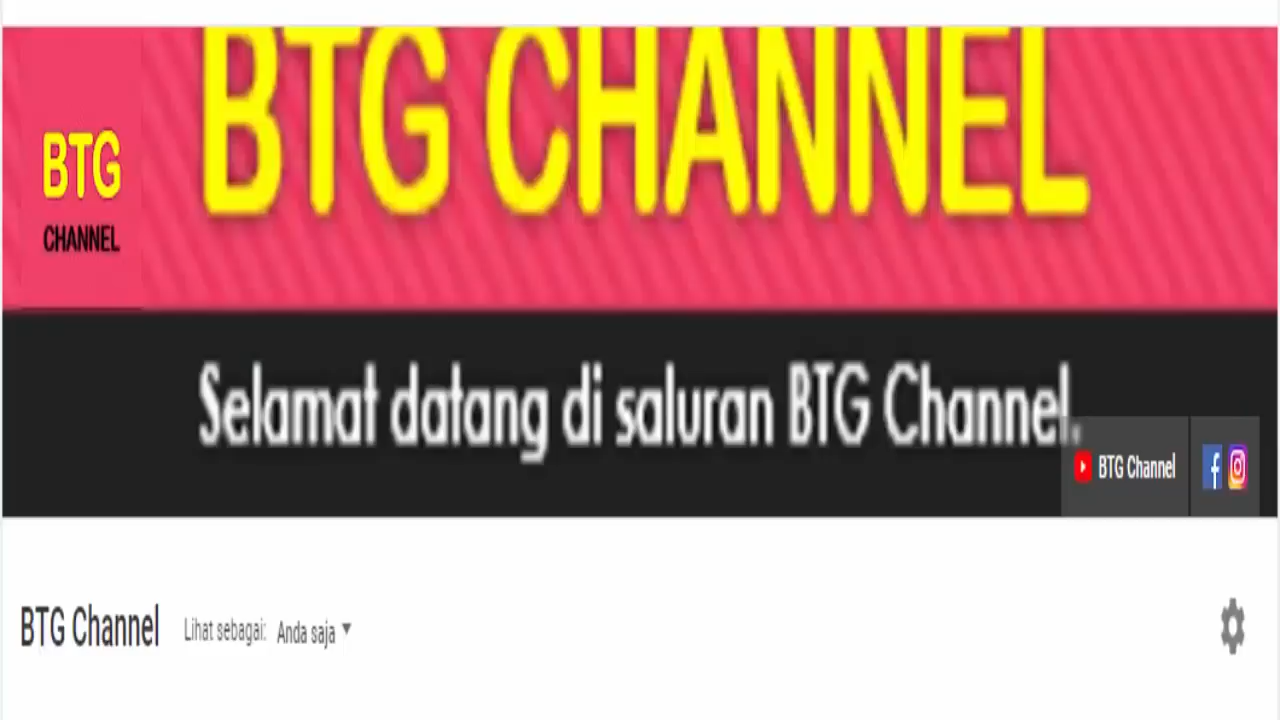 BTG CHANNEL
BTG
CHANNEL
Selamat datang di saluran BTG Channel.
BTG Channel
BTG Channel Lihat sebagai: Anda saja